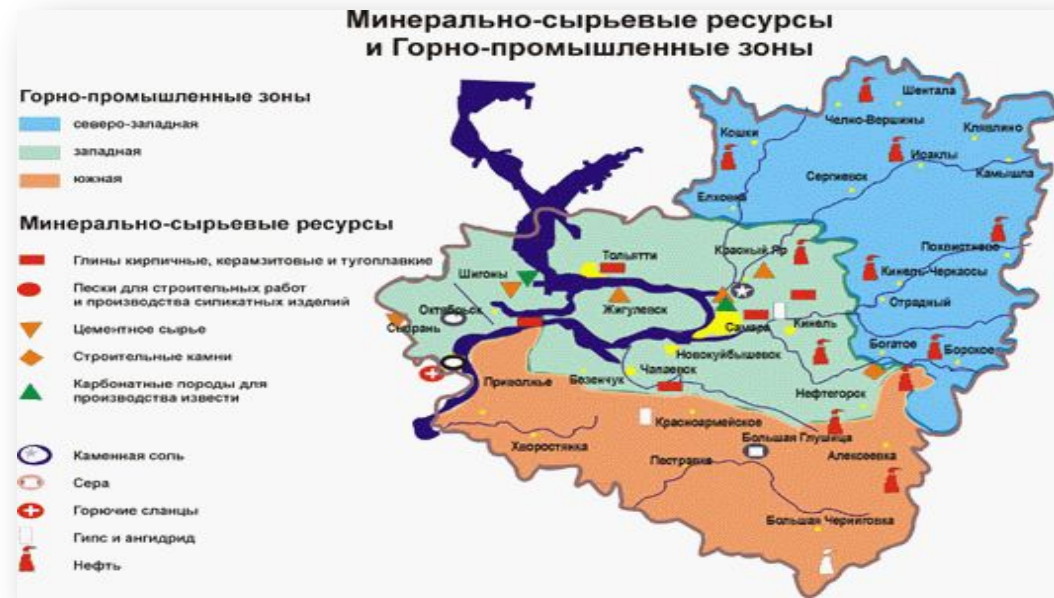 Минерально-сырьевые ресурсы
и Горно-промышленные зоны
Горно-промышленные зоны
северо-западная
западная
южная
Минерально-сырьевые ресурсы
Глины кирпичные, керамзитовые и тугоплавкие
Пески для строительных работ
и производства силикатных изделий
Цементное сырье
Строительные камни
Карбонатные породы для
производства извести
Каменная соль
Сера
Горючие сланцы
Гипс и ангидрид
Нефть
Шентала
Челно-Вершины
Кошки
Клявлино
Исаклы
Камышла
Сергиевск
Елховка
Похвистнево
Красный Яр
Тольятти
Шигоны
Кинель-Черкассы
Отрадный
Октябрьск
Сызрань
Жигулевск
Самара
Кинель
Новокуйбышевск
Богатое
Борское
Безенчук
Чапаевск
Приволжье
Нефтегорск
Красноармейское
Хворостянка
Большая Глушица
Пестравка
Алексеевка
Большая Черниговка